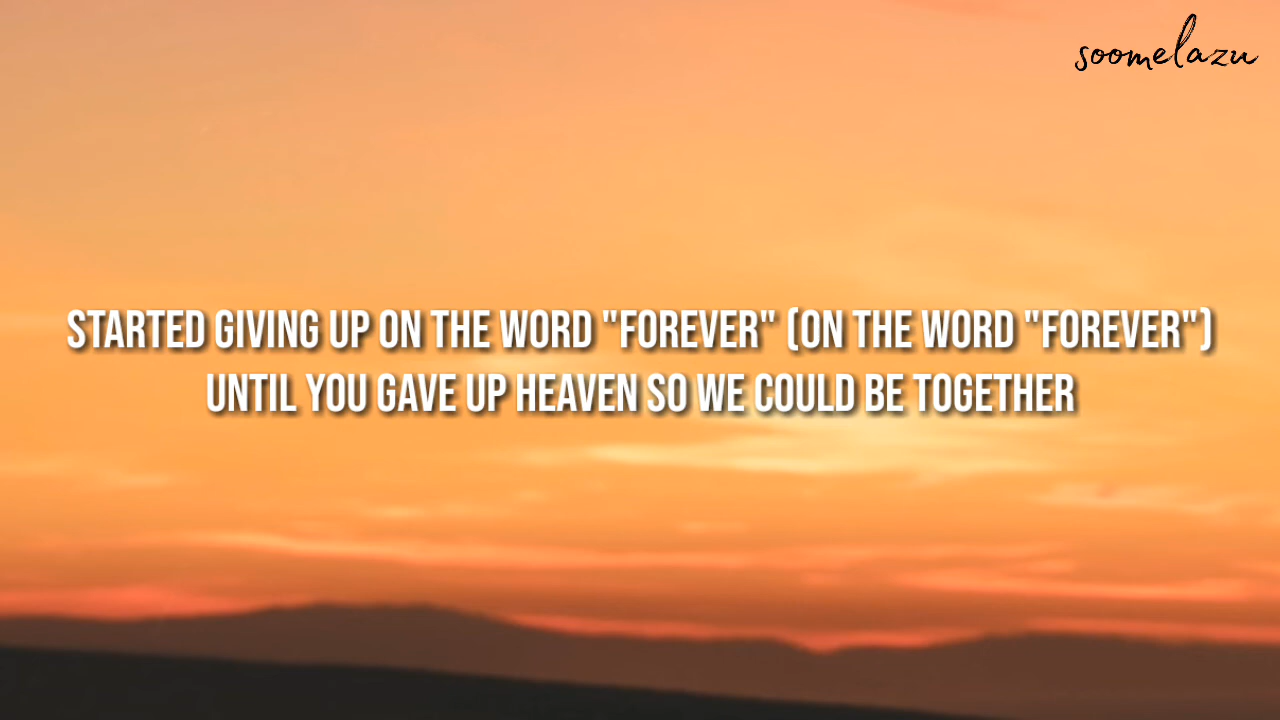 soomelazu
STARTED GIVING UP ON THE WORD "FOREVER" (ON THE WORD "FOREVER")
UNTIL YOU GAVE UP HEAVEN SO WE COULD BE TOGETHER